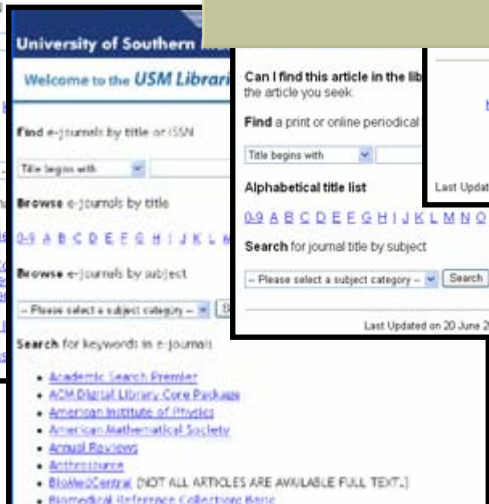 University of Southern
Welcome to the USM Librari
Find e-journals by title or ISSN
Title begins with
Browse e-journals by title
0-9 A B C D E F G H I J K L M
Browse e-journals by subject
-- Please select a subject category --
Search for keywords in e-journals
Academic Search Premier
ACM Digital Library Core Package
American Institute of Physics
American Mathematical Society
Annual Reviews
Anthrosource
BioMedCentral (NOT ALL ARTICLES ARE AVAILABLE FULL TEXT.)
Biomedical Reference Collection: Basic
Can I find this article in the lib
the article you seek.
Find a print or online periodical
Title begins with
Alphabetical title list
0-9 A B C D E F G H I J K L M N O
Search for journal title by subject
-- Please select a subject category -- Search
Last Updated on 20 June 2
Last Updat